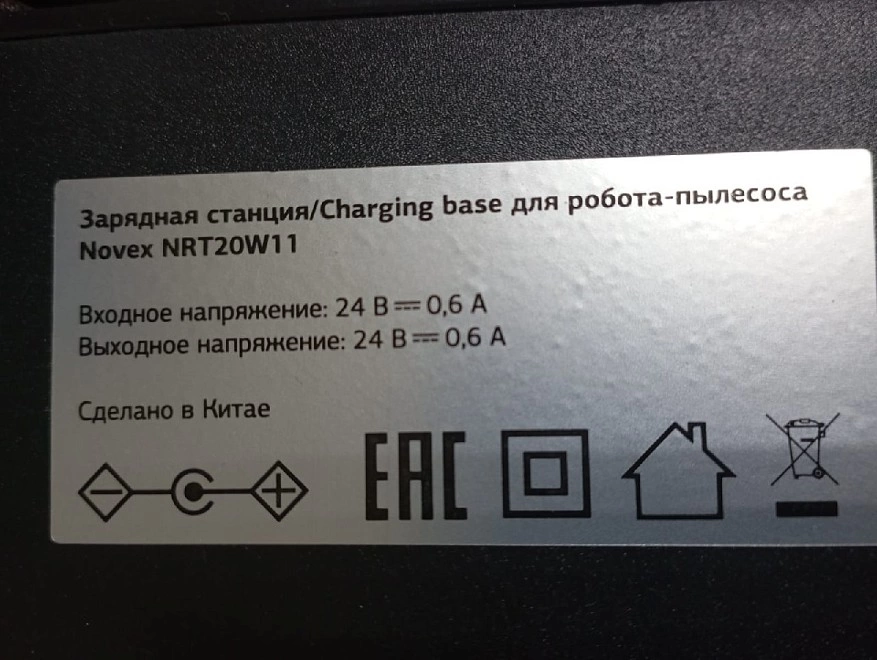 Зарядная станция/Charging base для робота-пылесоса
Novex NRT20W11
Входное напряжение: 24 В ⎓ 0,6 А
Выходное напряжение: 24 В ⎓ 0,6 А
Сделано в Китае
EAC